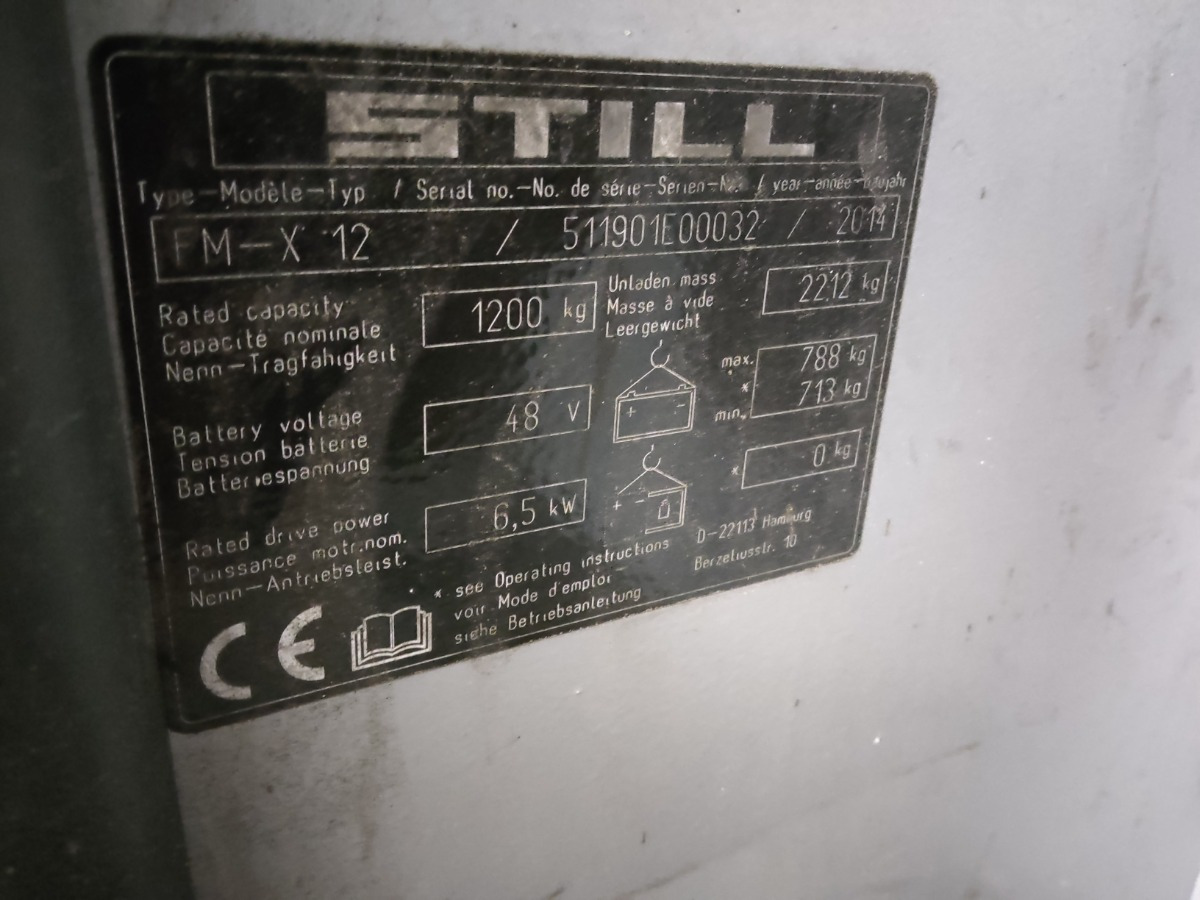 STILL
Type-Modèle-Typ / Serial no.-No. de série-Serien-No. / year-année-Baujahr
FM-X 12 / 511901E00032 / 2014
Rated capacity
Capacité nominale
Nenn-Tragfähigkeit
1200 kg
Unladen mass
Masse à vide
Leergewicht
2212 kg
Battery voltage
Tension batterie
Batteriespannung
48 V
max. 788 kg
* 713 kg
min.
+ -
* 0 kg
+ -
Rated drive power
Puissance motr.nom.
Nenn-Antriebsleist.
6,5 kW
CE
* see Operating instructions
voir Mode d'emploi
siehe Betriebsanleitung
D-22113 Hamburg
Berzeliusstr. 10